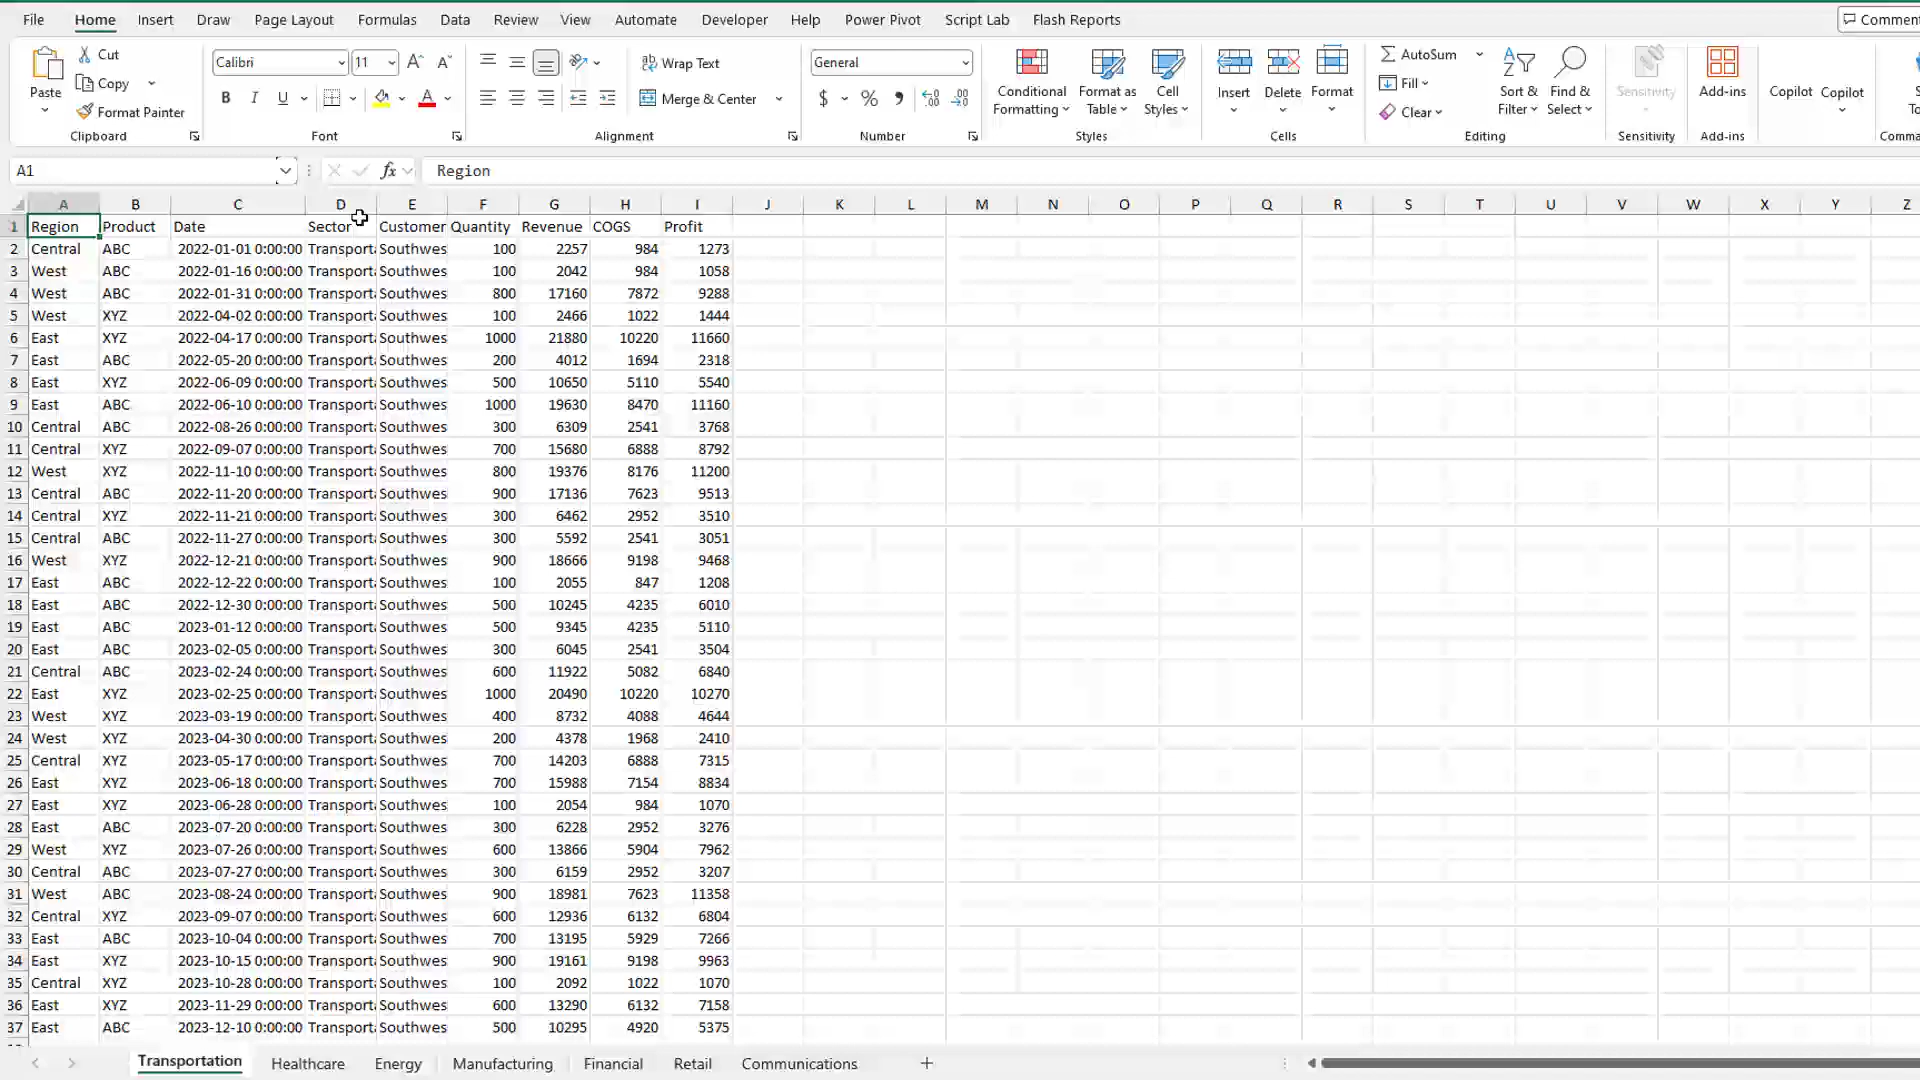 File Home Insert Draw Page Layout Formulas Data Review View Automate Developer Help Power Pivot Script Lab Flash Reports Comment
Paste Cut Copy Format Painter Clipboard
Calibri 11 B I U Font
Wrap Text Merge & Center Alignment
General $ % Number
Conditional Formatting Format as Table Cell Styles Styles
Insert Delete Format Cells
AutoSum Fill Clear Sort & Filter Find & Select Editing
Sensitivity Sensitivity
Add-ins Add-ins
Copilot Copilot
A1 fx Region
A B C D E F G H I J K L M N O P Q R S T U V W X Y Z
1 Region Product Date Sector Customer Quantity Revenue COGS Profit
2 Central ABC 2022-01-01 0:00:00 Transport Southwes 100 2257 984 1273
3 West ABC 2022-01-16 0:00:00 Transport Southwes 100 2042 984 1058
4 West ABC 2022-01-31 0:00:00 Transport Southwes 800 17160 7872 9288
5 West XYZ 2022-04-02 0:00:00 Transport Southwes 100 2466 1022 1444
6 East XYZ 2022-04-17 0:00:00 Transport Southwes 1000 21880 10220 11660
7 East ABC 2022-05-20 0:00:00 Transport Southwes 200 4012 1694 2318
8 East XYZ 2022-06-09 0:00:00 Transport Southwes 500 10650 5110 5540
9 East ABC 2022-06-10 0:00:00 Transport Southwes 1000 19630 8470 11160
10 Central ABC 2022-08-26 0:00:00 Transport Southwes 300 6309 2541 3768
11 Central XYZ 2022-09-07 0:00:00 Transport Southwes 700 15680 6888 8792
12 West XYZ 2022-11-10 0:00:00 Transport Southwes 800 19376 8176 11200
13 Central ABC 2022-11-20 0:00:00 Transport Southwes 900 17136 7623 9513
14 Central XYZ 2022-11-21 0:00:00 Transport Southwes 300 6462 2952 3510
15 Central ABC 2022-11-27 0:00:00 Transport Southwes 300 5592 2541 3051
16 West XYZ 2022-12-21 0:00:00 Transport Southwes 900 18666 9198 9468
17 East ABC 2022-12-22 0:00:00 Transport Southwes 100 2055 847 1208
18 East ABC 2022-12-30 0:00:00 Transport Southwes 500 10245 4235 6010
19 East ABC 2023-01-12 0:00:00 Transport Southwes 500 9345 4235 5110
20 East ABC 2023-02-05 0:00:00 Transport Southwes 300 6045 2541 3504
21 Central ABC 2023-02-24 0:00:00 Transport Southwes 600 11922 5082 6840
22 East XYZ 2023-02-25 0:00:00 Transport Southwes 1000 20490 10220 10270
23 West XYZ 2023-03-19 0:00:00 Transport Southwes 400 8732 4088 4644
24 West XYZ 2023-04-30 0:00:00 Transport Southwes 200 4378 1968 2410
25 Central XYZ 2023-05-17 0:00:00 Transport Southwes 700 14203 6888 7315
26 East XYZ 2023-06-18 0:00:00 Transport Southwes 700 15988 7154 8834
27 East XYZ 2023-06-28 0:00:00 Transport Southwes 100 2054 984 1070
28 East ABC 2023-07-20 0:00:00 Transport Southwes 300 6228 2952 3276
29 West XYZ 2023-07-26 0:00:00 Transport Southwes 600 13866 5904 7962
30 Central ABC 2023-07-27 0:00:00 Transport Southwes 300 6159 2952 3207
31 West ABC 2023-08-24 0:00:00 Transport Southwes 900 18981 7623 11358
32 Central XYZ 2023-09-07 0:00:00 Transport Southwes 600 12936 6132 6804
33 East ABC 2023-10-04 0:00:00 Transport Southwes 700 13195 5929 7266
34 East XYZ 2023-10-15 0:00:00 Transport Southwes 900 19161 9198 9963
35 Central XYZ 2023-10-28 0:00:00 Transport Southwes 100 2092 1022 1070
36 East XYZ 2023-11-29 0:00:00 Transport Southwes 600 13290 6132 7158
37 East ABC 2023-12-10 0:00:00 Transport Southwes 500 10295 4920 5375
Transportation Healthcare Energy Manufacturing Financial Retail Communications